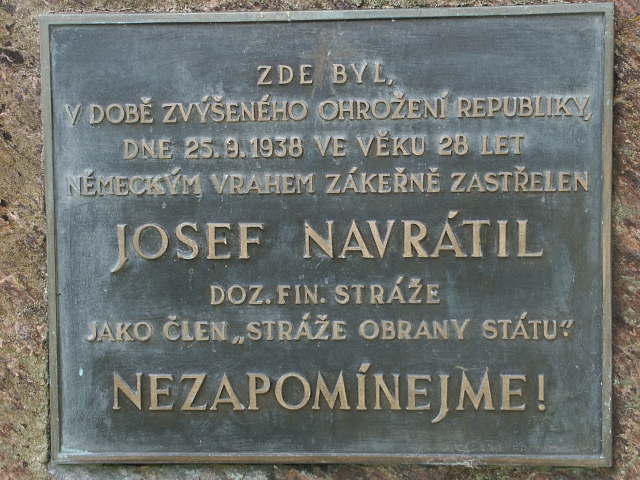 ZDE BYL,
V DOBĚ ZVÝŠENÉHO OHROŽENÍ REPUBLIKY,
DNE 25.9.1938 VE VĚKU 28 LET
NĚMECKÝM VRAHEM ZÁKEŘNĚ ZASTŘELEN
JOSEF NAVRÁTIL
DOZ. FIN. STRÁŽE
JAKO ČLEN „STRÁŽE OBRANY STÁTU“.
NEZAPOMÍNEJME!